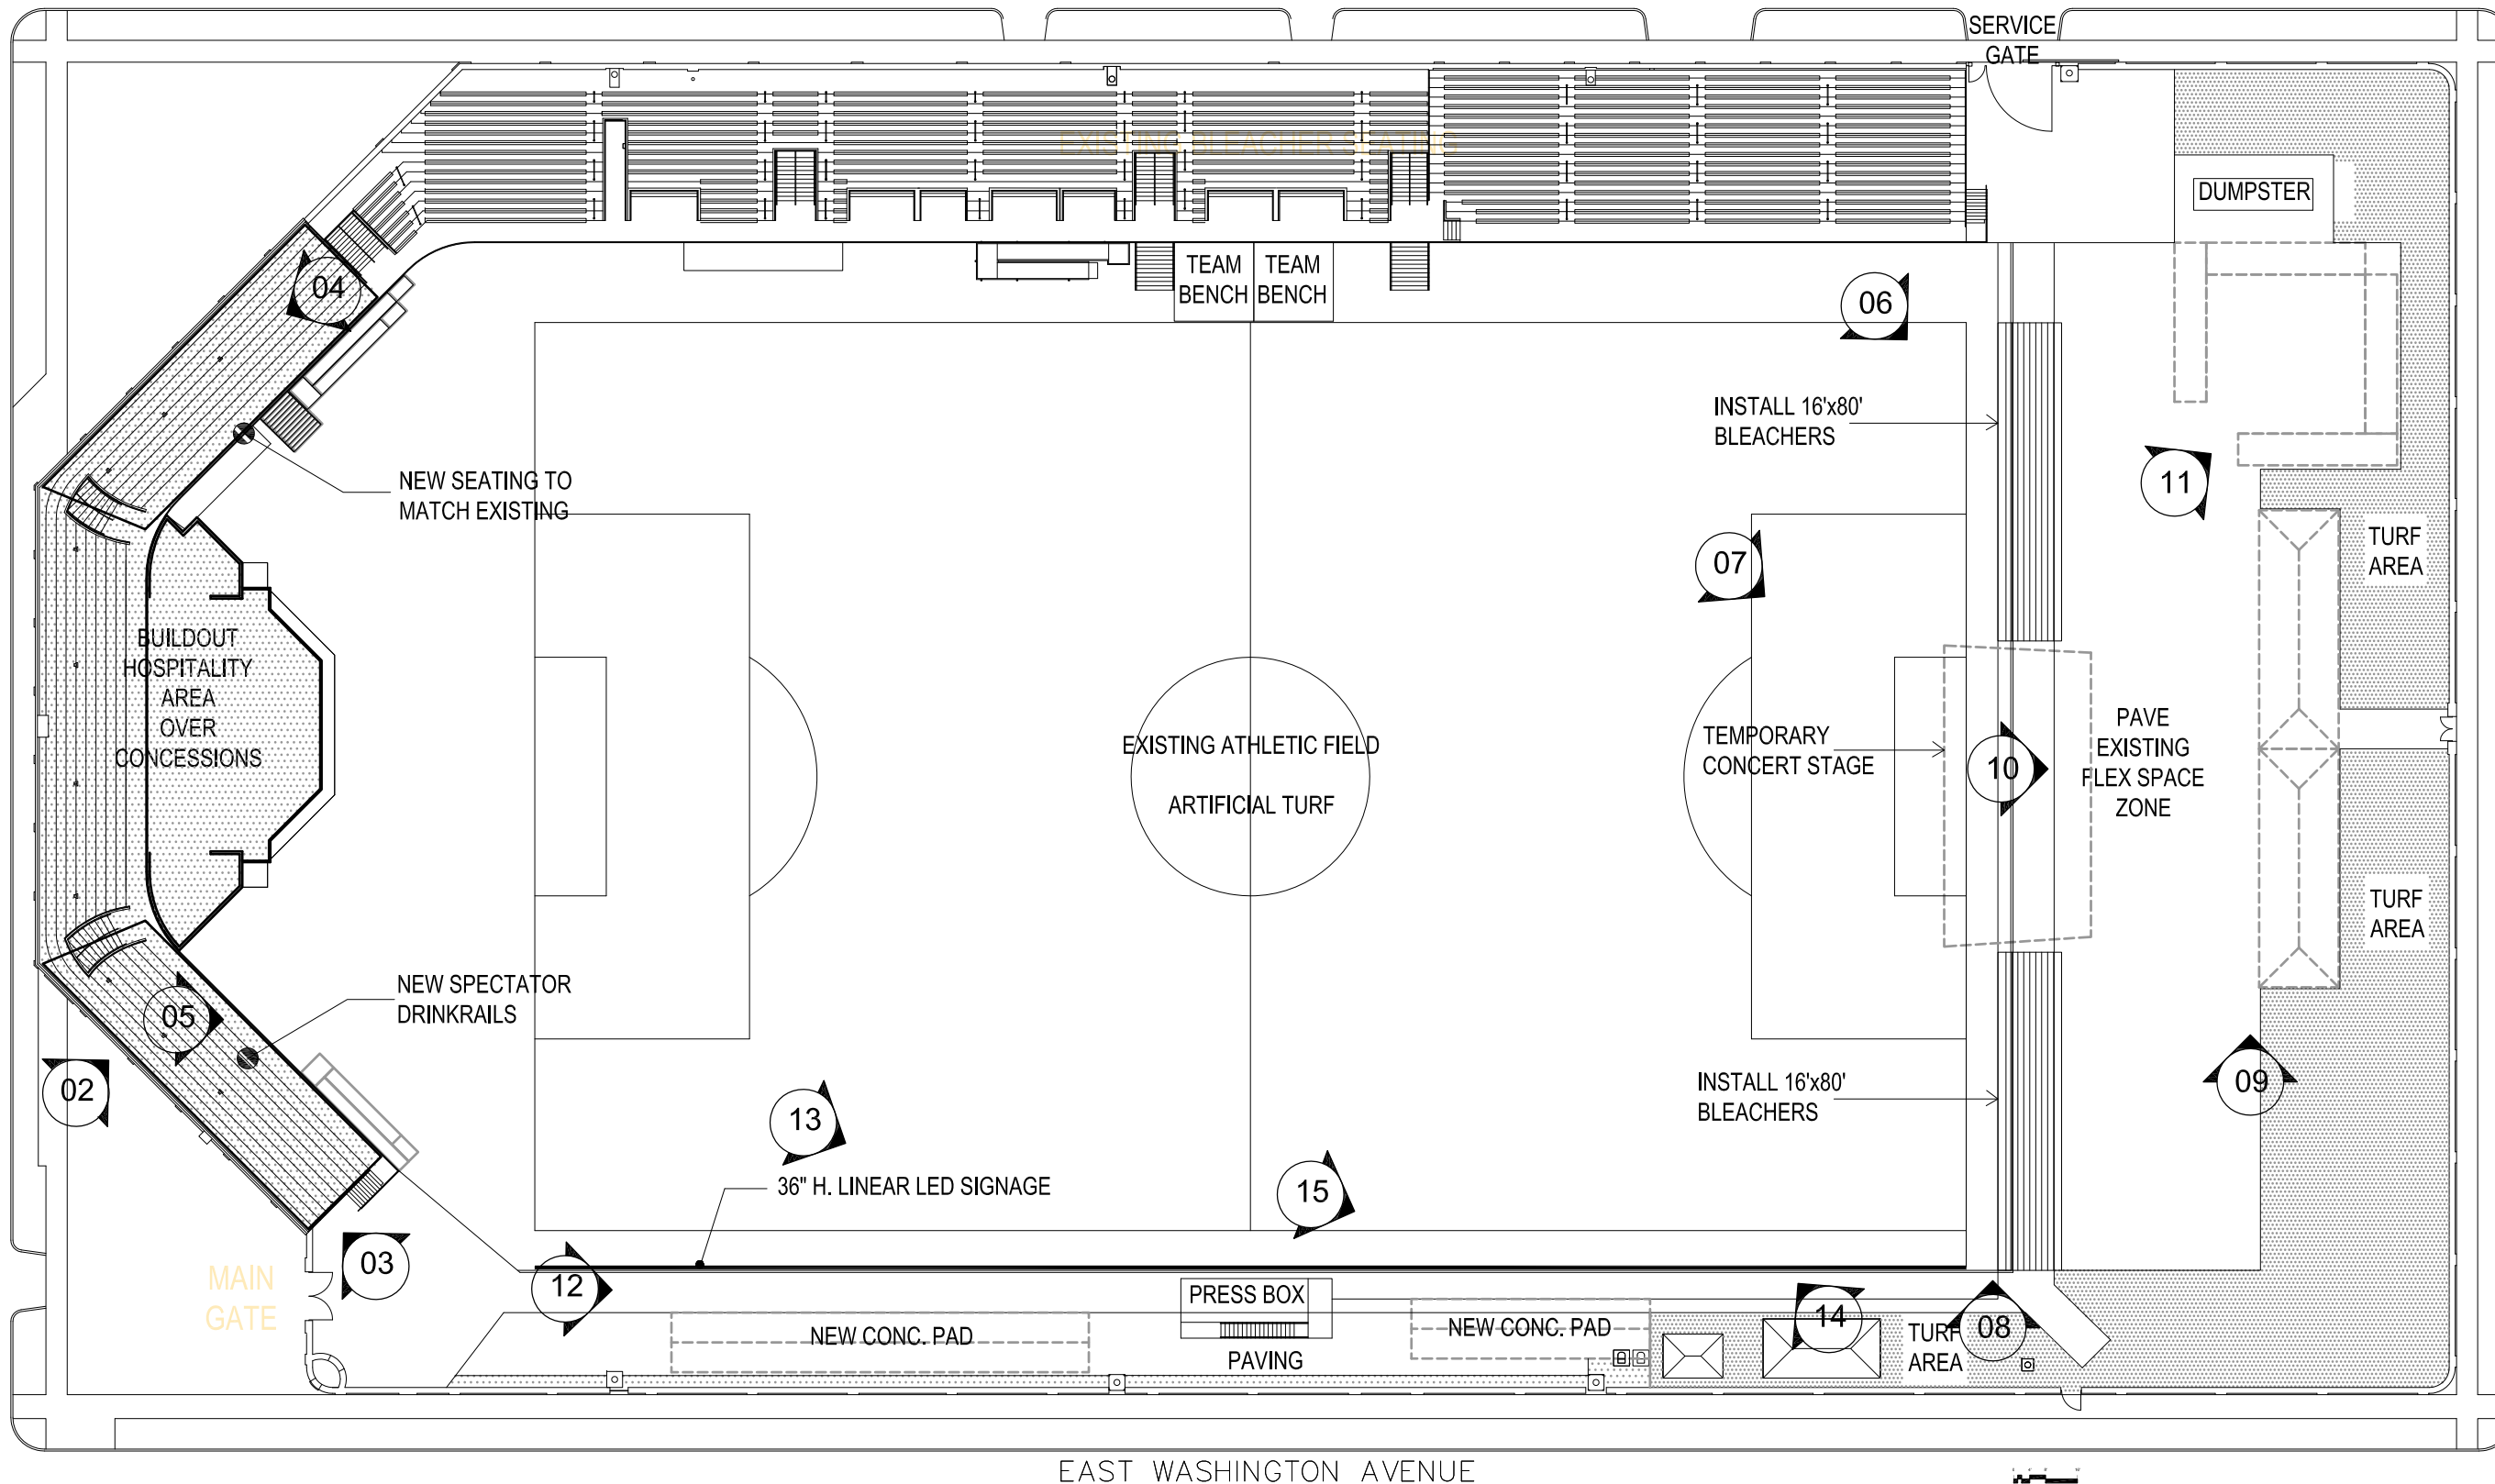 SERVICE
GATE
EXISTING BLEACHER SEATING
DUMPSTER
04
TEAM
BENCH
TEAM
BENCH
06
INSTALL 16'x80'
BLEACHERS
NEW SEATING TO
MATCH EXISTING
11
07
TURF
AREA
BUILDOUT
HOSPITALITY
AREA
OVER
CONCESSIONS
EXISTING ATHLETIC FIELD
ARTIFICIAL TURF
TEMPORARY
CONCERT STAGE
10
PAVE
EXISTING
FLEX SPACE
ZONE
TURF
AREA
NEW SPECTATOR
DRINKRAILS
05
02
INSTALL 16'x80'
BLEACHERS
09
13
36" H. LINEAR LED SIGNAGE
15
03
MAIN
GATE
12
PRESS BOX
NEW CONC. PAD
NEW CONC. PAD
14
TURF
AREA
08
PAVING
EAST WASHINGTON AVENUE